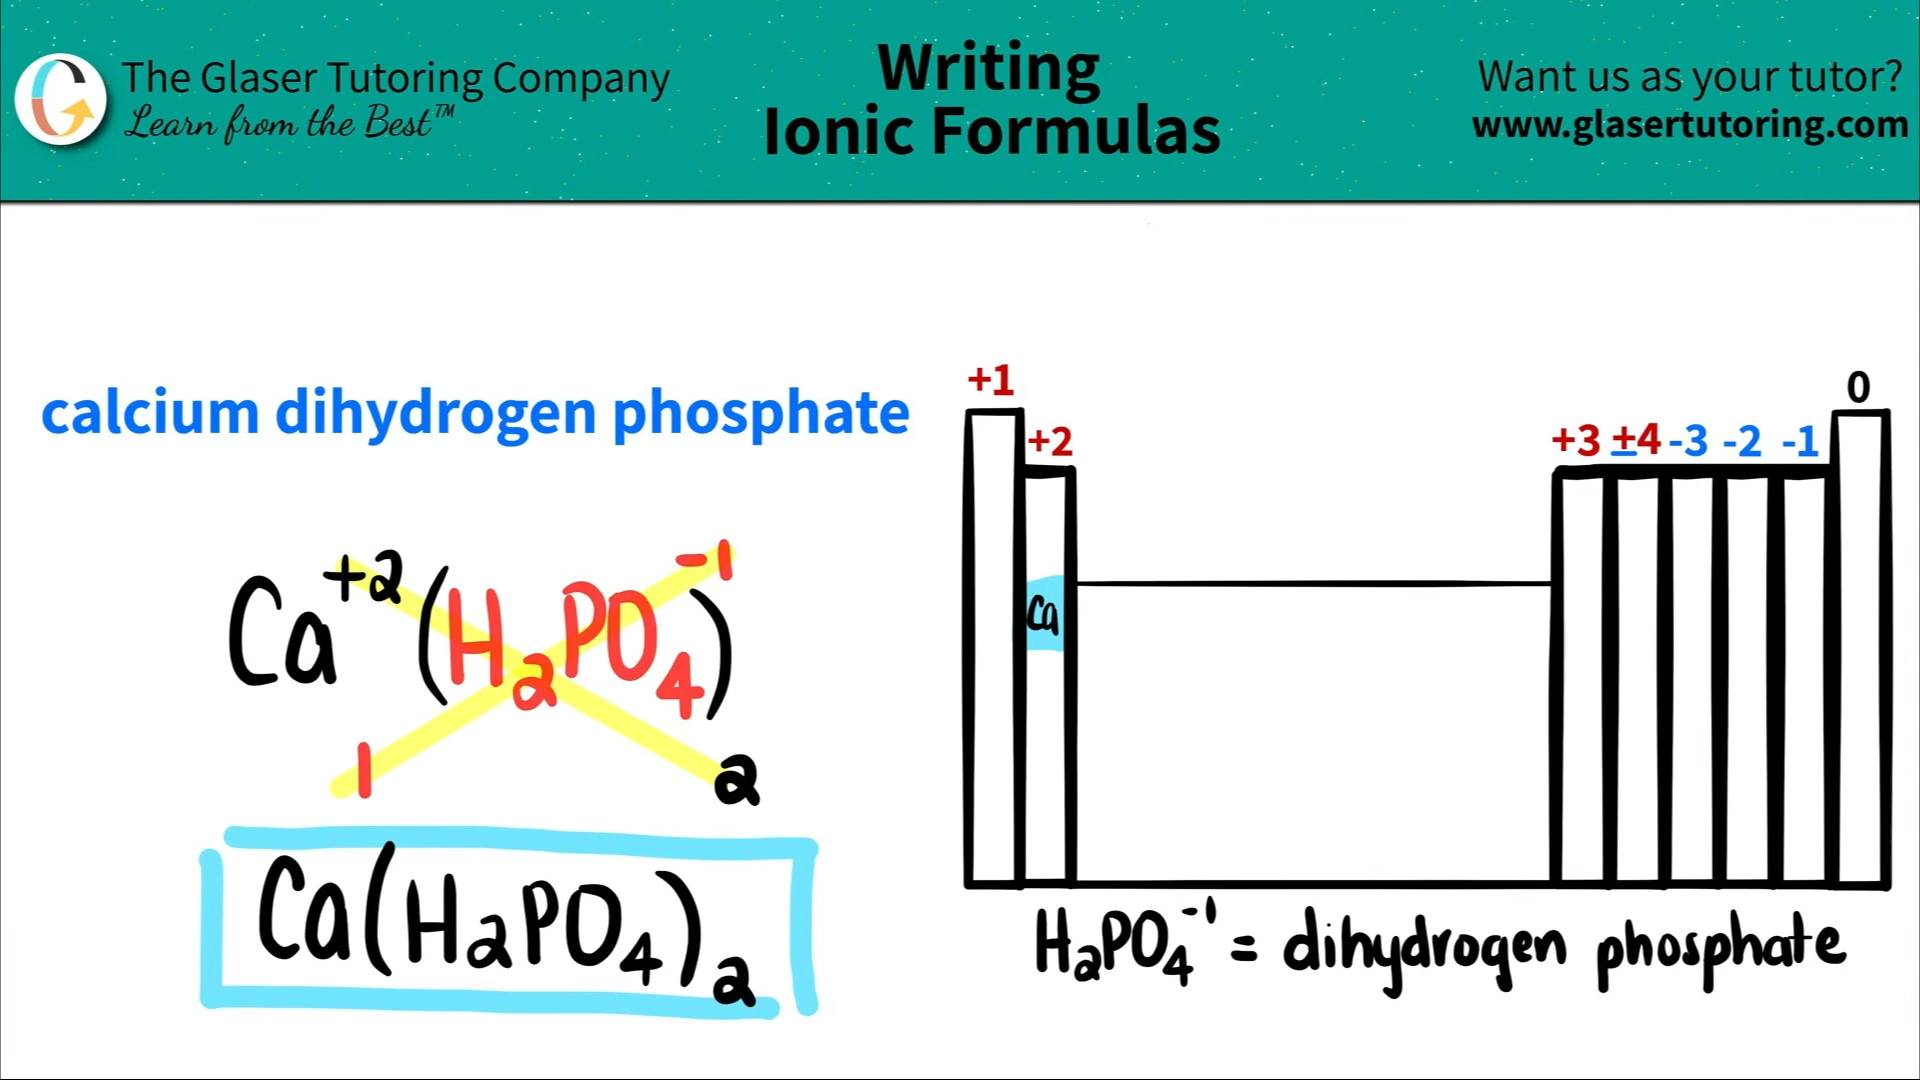 The Glaser Tutoring Company
Learn from the Best™
Writing
Ionic Formulas
Want us as your tutor?
www.glasertutoring.com
calcium dihydrogen phosphate
Ca⁺²(H₂PO₄⁻¹)
1 2
Ca(H₂PO₄)₂
+1 0
+2 +3 ±4 -3 -2 -1
Ca
H₂PO₄⁻¹ = dihydrogen phosphate